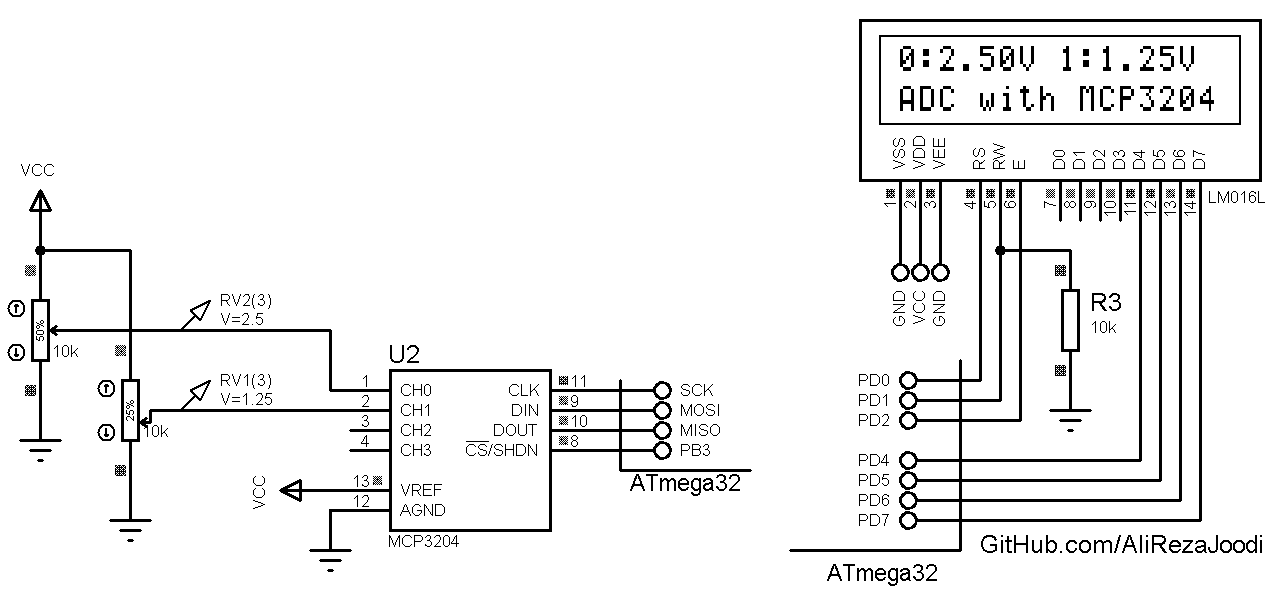 0:2.50V 1:1.25V
ADC with MCP3204
VSS
VDD
VEE
RS
RW
E
D0
D1
D2
D3
D4
D5
D6
D7
1
2
3
4
5
6
7
8
9
10
11
12
13
14
LM016L
GND
VCC
GND
R3
10k
PD0
PD1
PD2
PD4
PD5
PD6
PD7
ATmega32
GitHub.com/AliRezaJoodi
VCC
50%
10k
25%
10k
RV2(3)
V=2.5
RV1(3)
V=1.25
U2
1 CH0 CLK 11 SCK
2 CH1 DIN 9 MOSI
3 CH2 DOUT 10 MISO
4 CH3 CS/SHDN 8 PB3
VCC
13 VREF
12 AGND
MCP3204
ATmega32